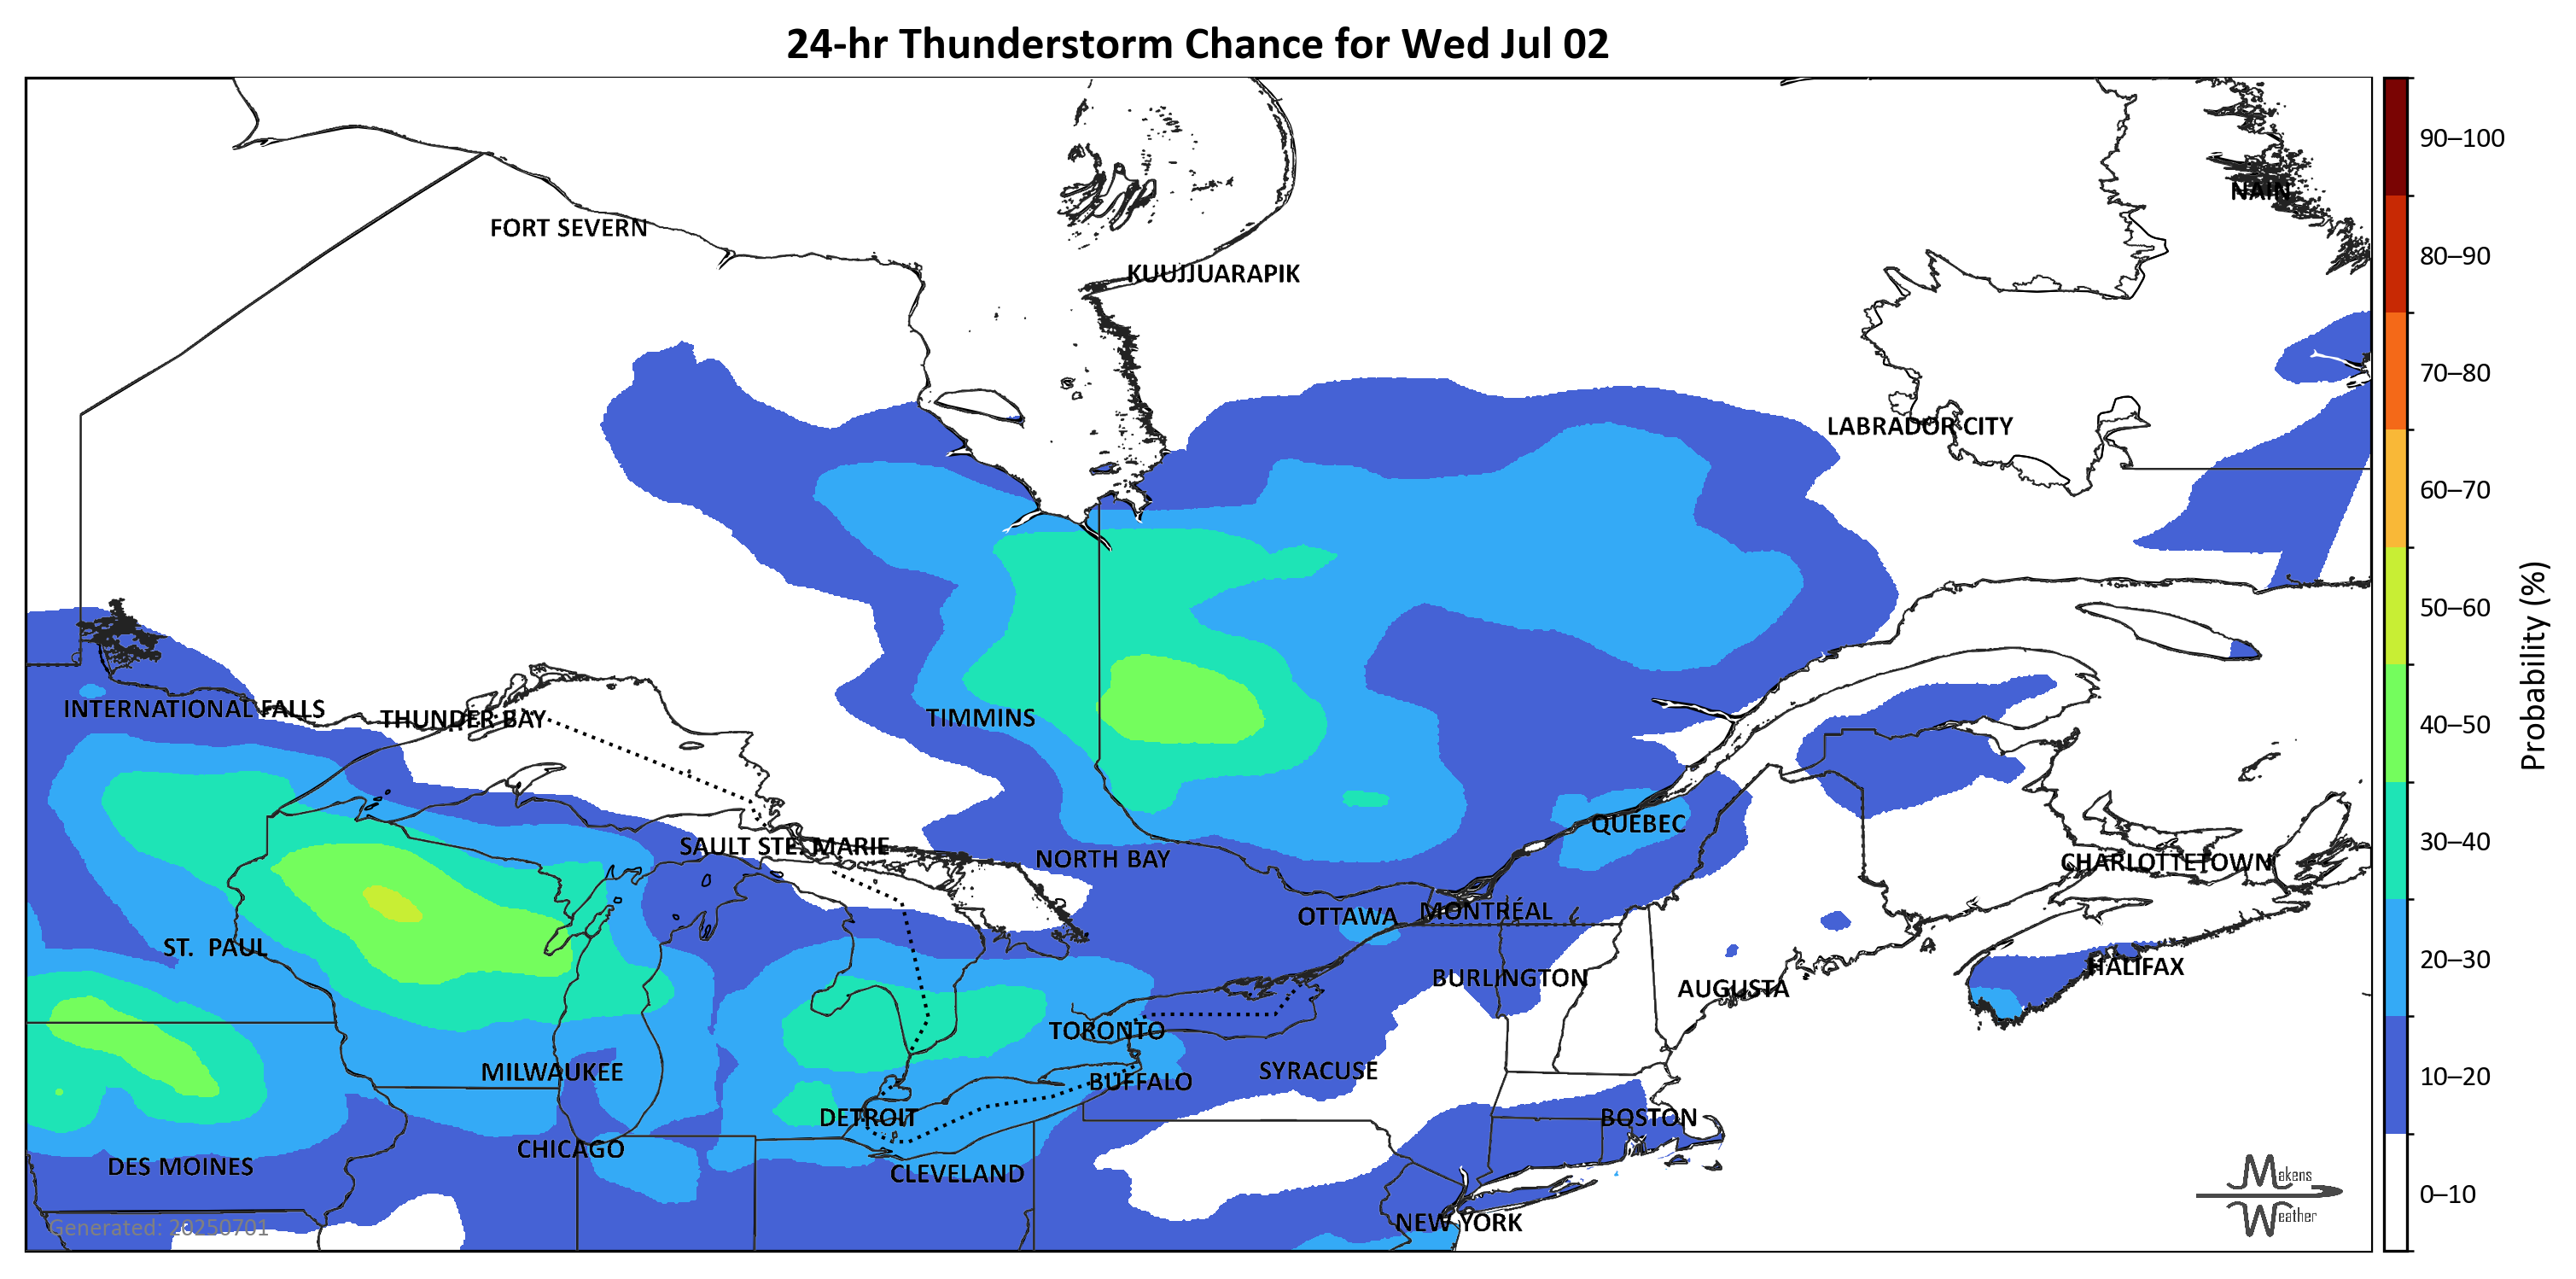 24-hr Thunderstorm Chance for Wed Jul 02
90–100
NAIN
FORT SEVERN
80–90
KUUJJUARAPIK
70–80
LABRADOR CITY
60–70
50–60
Probability (%)
INTERNATIONAL FALLS
THUNDER BAY
TIMMINS
40–50
QUEBEC
SAULT STE. MARIE
NORTH BAY
CHARLOTTETOWN
30–40
OTTAWA
MONTRÉAL
ST. PAUL
BURLINGTON
AUGUSTA
HALIFAX
20–30
TORONTO
MILWAUKEE
BUFFALO
SYRACUSE
10–20
DETROIT
BOSTON
CHICAGO
DES MOINES
CLEVELAND
Makens
Weather
0–10
NEW YORK
Generated: 20250701